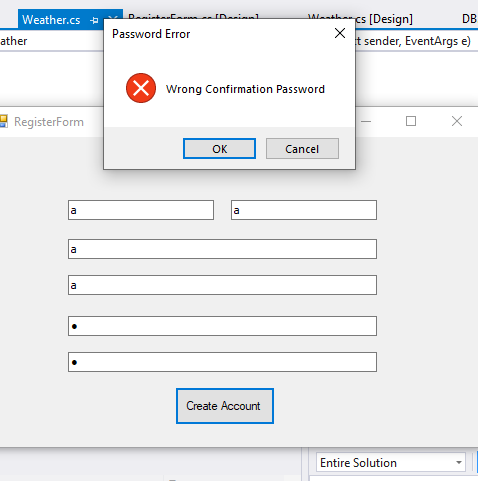 Weather.cs
RegisterForm.cs [Design]
Weather.cs [Design]
DB
Password Error
ather
ct sender, EventArgs e)
Wrong Confirmation Password
RegisterForm
OK
Cancel
a
a
a
a
Create Account
Entire Solution